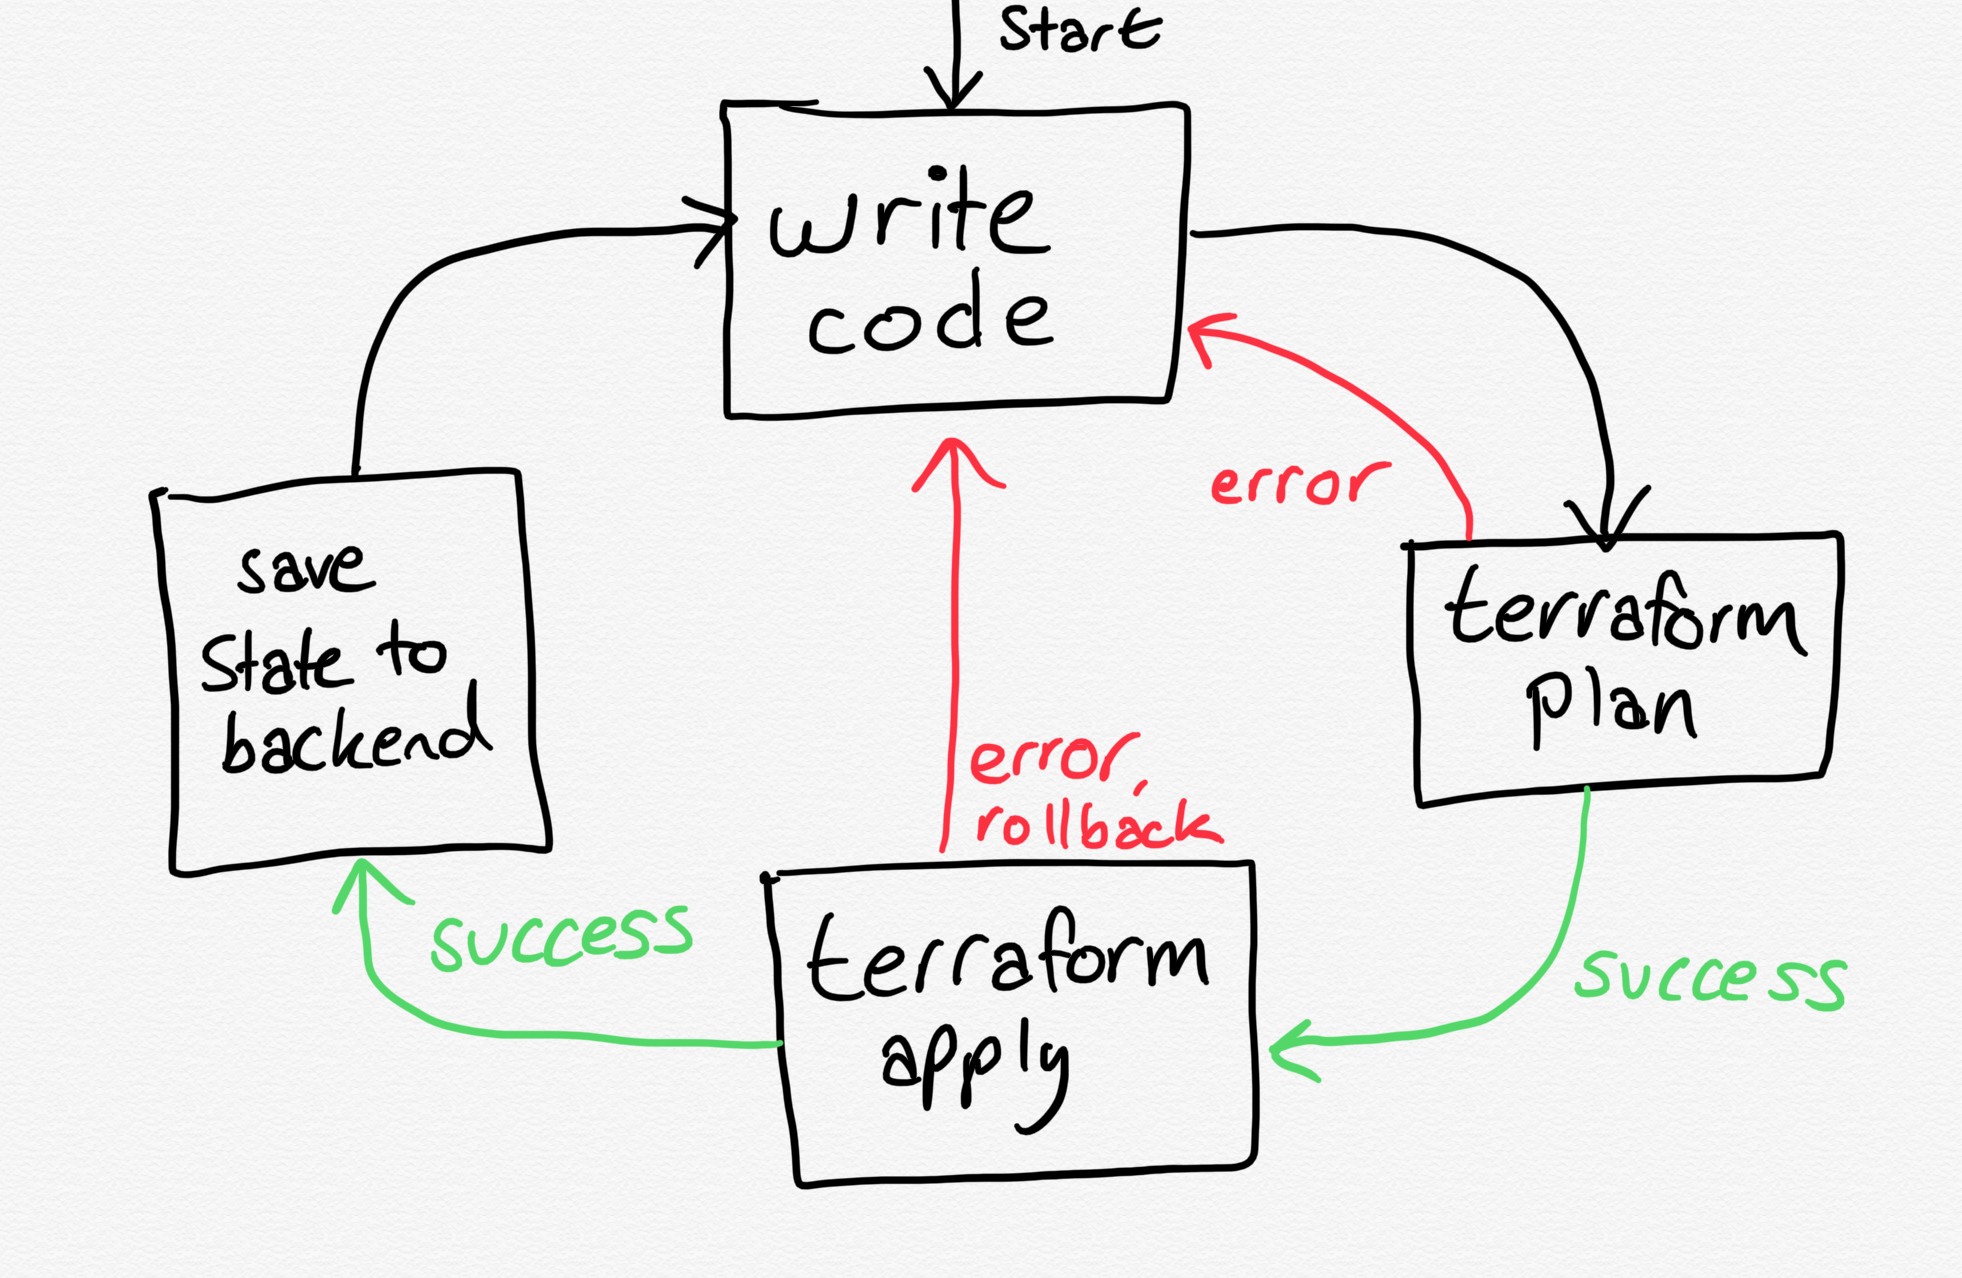 Start
write
code
error
save
State to
backend
terraform
plan
error,
rollback
success
success
terraform
apply